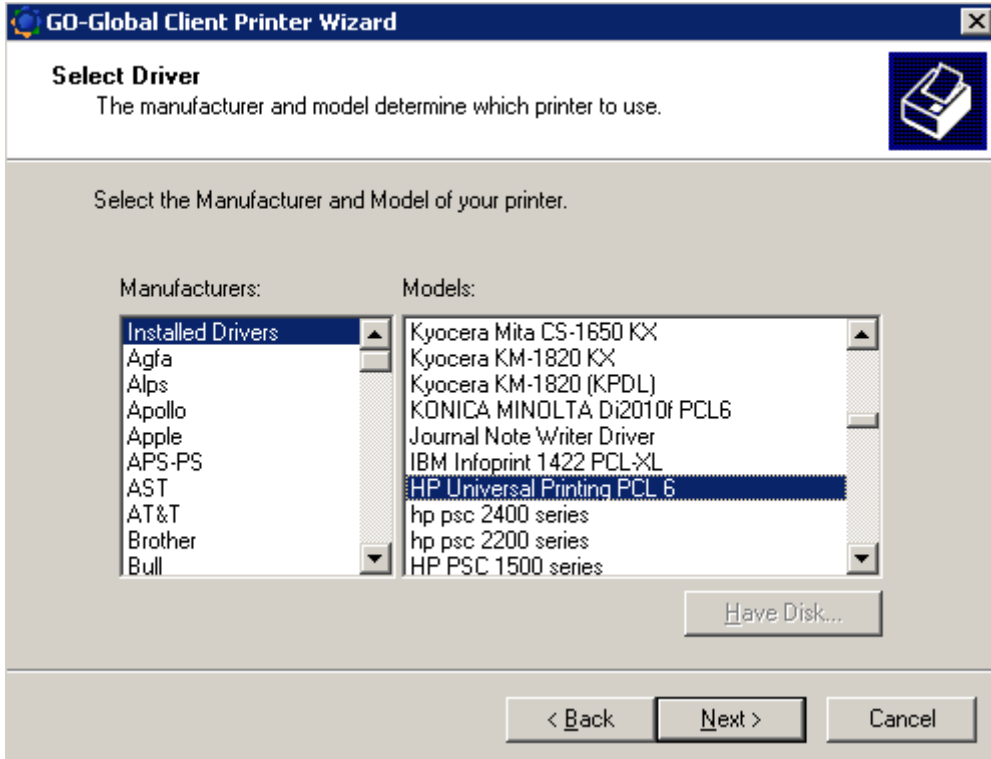 GO-Global Client Printer Wizard
Select Driver
The manufacturer and model determine which printer to use.
Select the Manufacturer and Model of your printer.
Manufacturers:
Installed Drivers
Agfa
Alps
Apollo
Apple
APS-PS
AST
AT&T
Brother
Bull
Models:
Kyocera Mita CS-1650 KX
Kyocera KM-1820 KX
Kyocera KM-1820 (KPDL)
KONICA MINOLTA Di2010f PCL6
Journal Note Writer Driver
IBM Infoprint 1422 PCL-XL
HP Universal Printing PCL 6
hp psc 2400 series
hp psc 2200 series
HP PSC 1500 series
Have Disk...
< Back
Next >
Cancel